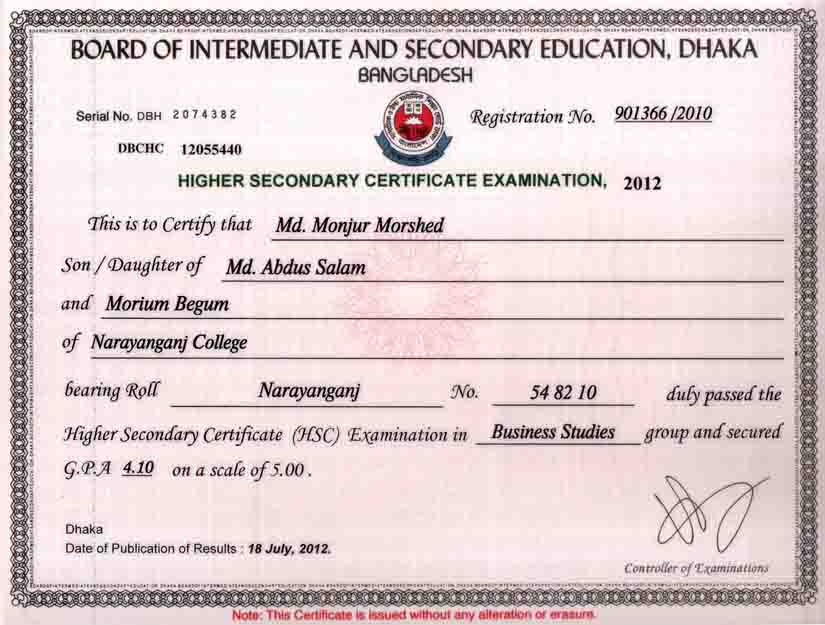 BOARD OF INTERMEDIATE AND SECONDARY EDUCATION, DHAKA
BANGLADESH
Serial No. DBH 2074382
Registration No. 901366/2010
DBCHC 12055440
HIGHER SECONDARY CERTIFICATE EXAMINATION, 2012
This is to Certify that Md. Monjur Morshed
Son / Daughter of Md. Abdus Salam
and Morium Begum
of Narayanganj College
bearing Roll Narayanganj No. 54 82 10 duly passed the
Higher Secondary Certificate (HSC) Examination in Business Studies group and secured
G.P.A 4.10 on a scale of 5.00 .
Dhaka
Date of Publication of Results : 18 July, 2012.
Controller of Examinations
Note: This Certificate is issued without any alteration or erasure.